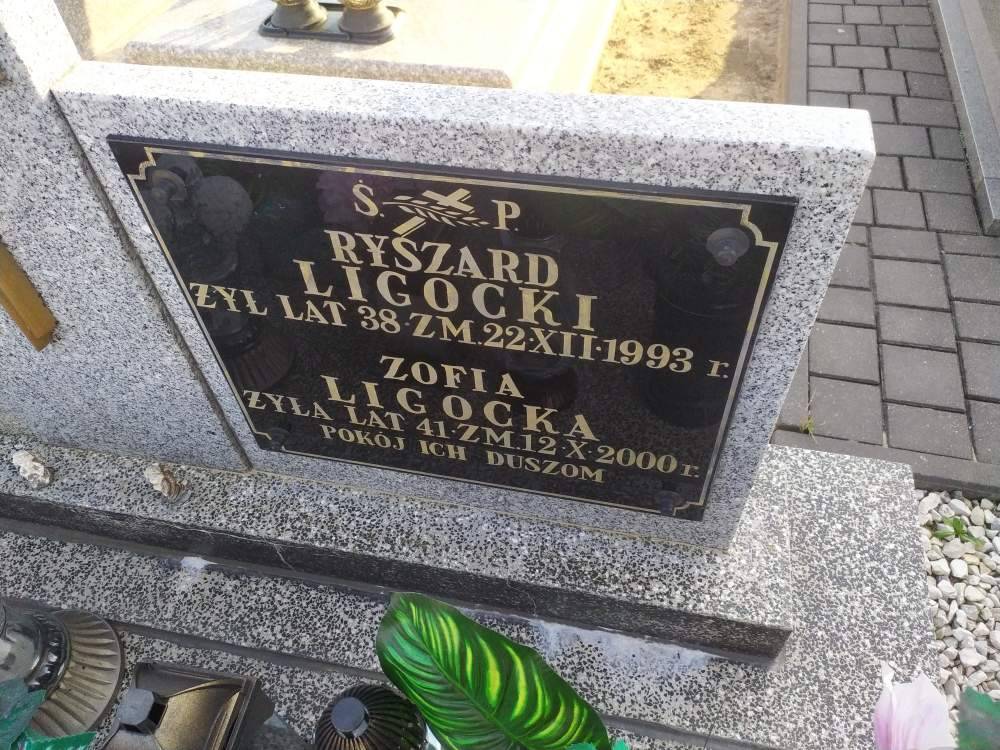 Ś. P.
RYSZARD
LIGOCKI
ŻYŁ LAT 38·ZM.22·XII·1993 r.
ZOFIA
LIGOCKA
ŻYŁA LAT 41·ZM.12·X·2000 r.
POKÓJ ICH DUSZOM